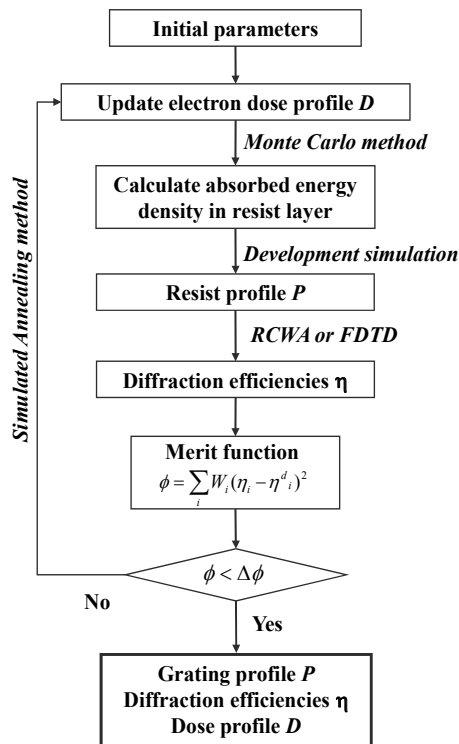 Initial parameters
Update electron dose profile D
Monte Carlo method
Calculate absorbed energy
density in resist layer
Development simulation
Resist profile P
RCWA or FDTD
Diffraction efficiencies η
Merit function
ϕ = ∑ᵢ Wᵢ(ηᵢ − ηᵈᵢ)²
ϕ < Δϕ
No
Simulated Annealing method
Yes
Grating profile P
Diffraction efficiencies η
Dose profile D